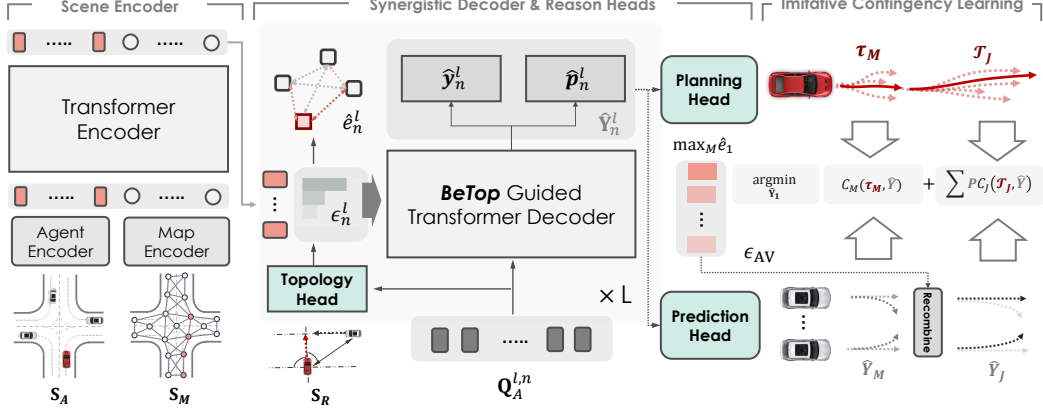 Scene Encoder
Synergistic Decoder & Reason Heads
Imitative Contingency Learning
.....
.....
Transformer
Encoder
.....
.....
Agent
Encoder
Map
Encoder
S_A
S_M
ê_n^l
ϵ_n^l
Topology
Head
S_R
ŷ_n^l
p̂_n^l
Ŷ_n^l
BeTop Guided
Transformer Decoder
× L
.....
Q_A^{l,n}
Planning
Head
max_M ê_1
ϵ_AV
Prediction
Head
τ_M
𝒯_J
argmin
Ŷ_1
C_M(τ_M, Ŷ)
+
∑ PC_J(𝒯_J, Ŷ)
Recombine
Ŷ_M
Ŷ_J